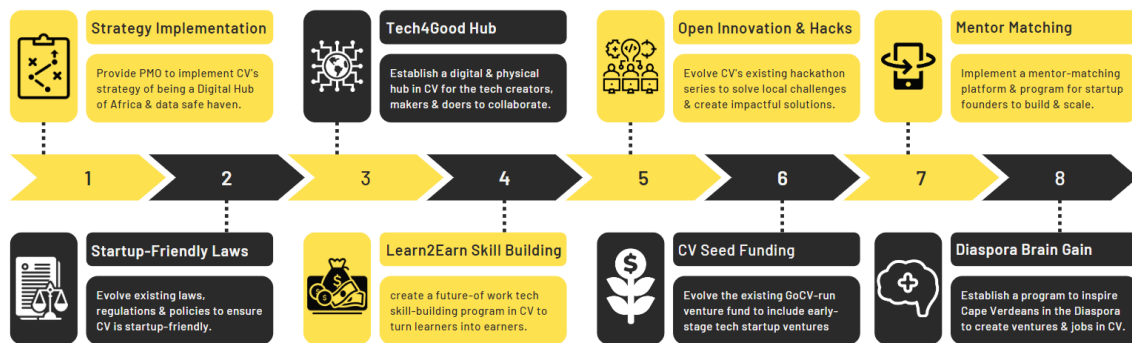 Strategy Implementation
Provide PMO to implement CV's
strategy of being a Digital Hub
of Africa & data safe haven.
Tech4Good Hub
Establish a digital & physical
hub in CV for the tech creators,
makers & doers to collaborate.
Open Innovation & Hacks
Evolve CV's existing hackathon
series to solve local challenges
& create impactful solutions.
Mentor Matching
Implement a mentor-matching
platform & program for startup
founders to build & scale.
1
2
3
4
5
6
7
8
Startup-Friendly Laws
Evolve existing laws,
regulations & policies to ensure
CV is startup-friendly.
Learn2Earn Skill Building
create a future-of work tech
skill-building program in CV to
turn learners into earners.
$
CV Seed Funding
Evolve the existing GoCV-run
venture fund to include early-
stage tech startup ventures
Diaspora Brain Gain
Establish a program to inspire
Cape Verdeans in the Diaspora
to create ventures & jobs in CV.